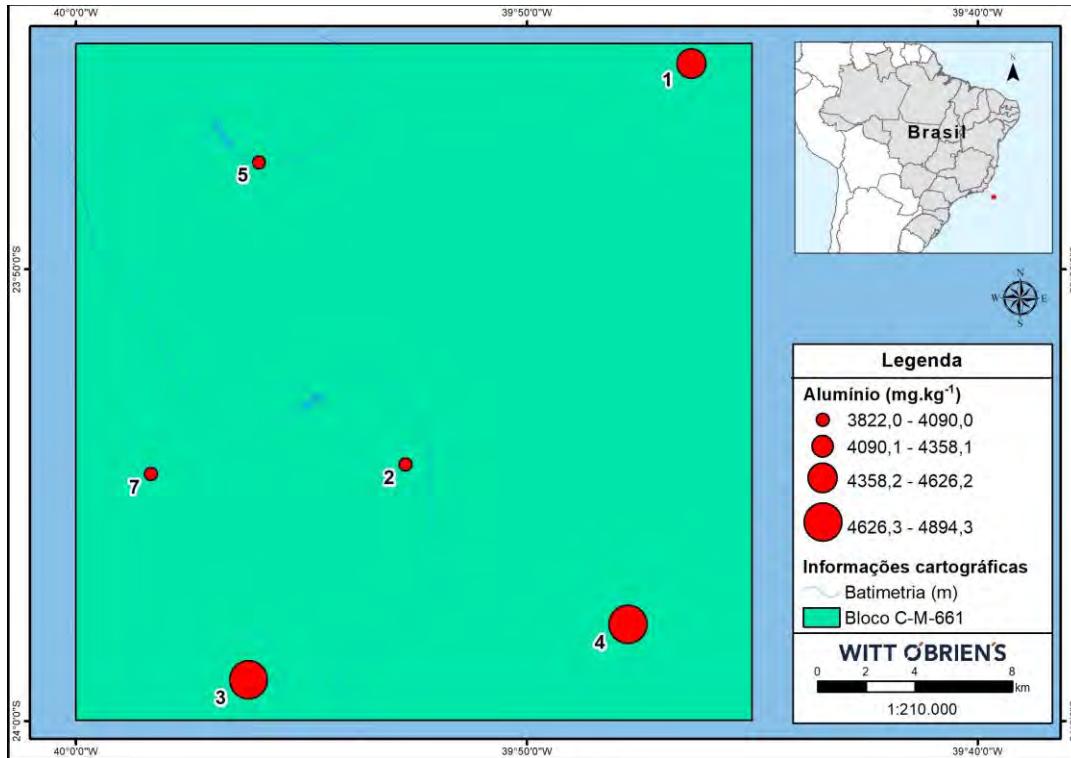 40°0'0"W
39°50'0"W
39°40'0"W
1
5
Brasil
N
23°50'0"S
N
W
E
S
Legenda
Alumínio (mg.kg⁻¹)
3822,0 - 4090,0
4090,1 - 4358,1
4358,2 - 4626,2
4626,3 - 4894,3
7
2
Informações cartográficas
Batimetria (m)
Bloco C-M-661
4
3
WITT O'BRIEN'S
0 2 4 8
km
1:210.000
24°0'0"S
40°0'0"W
39°50'0"W
39°40'0"W